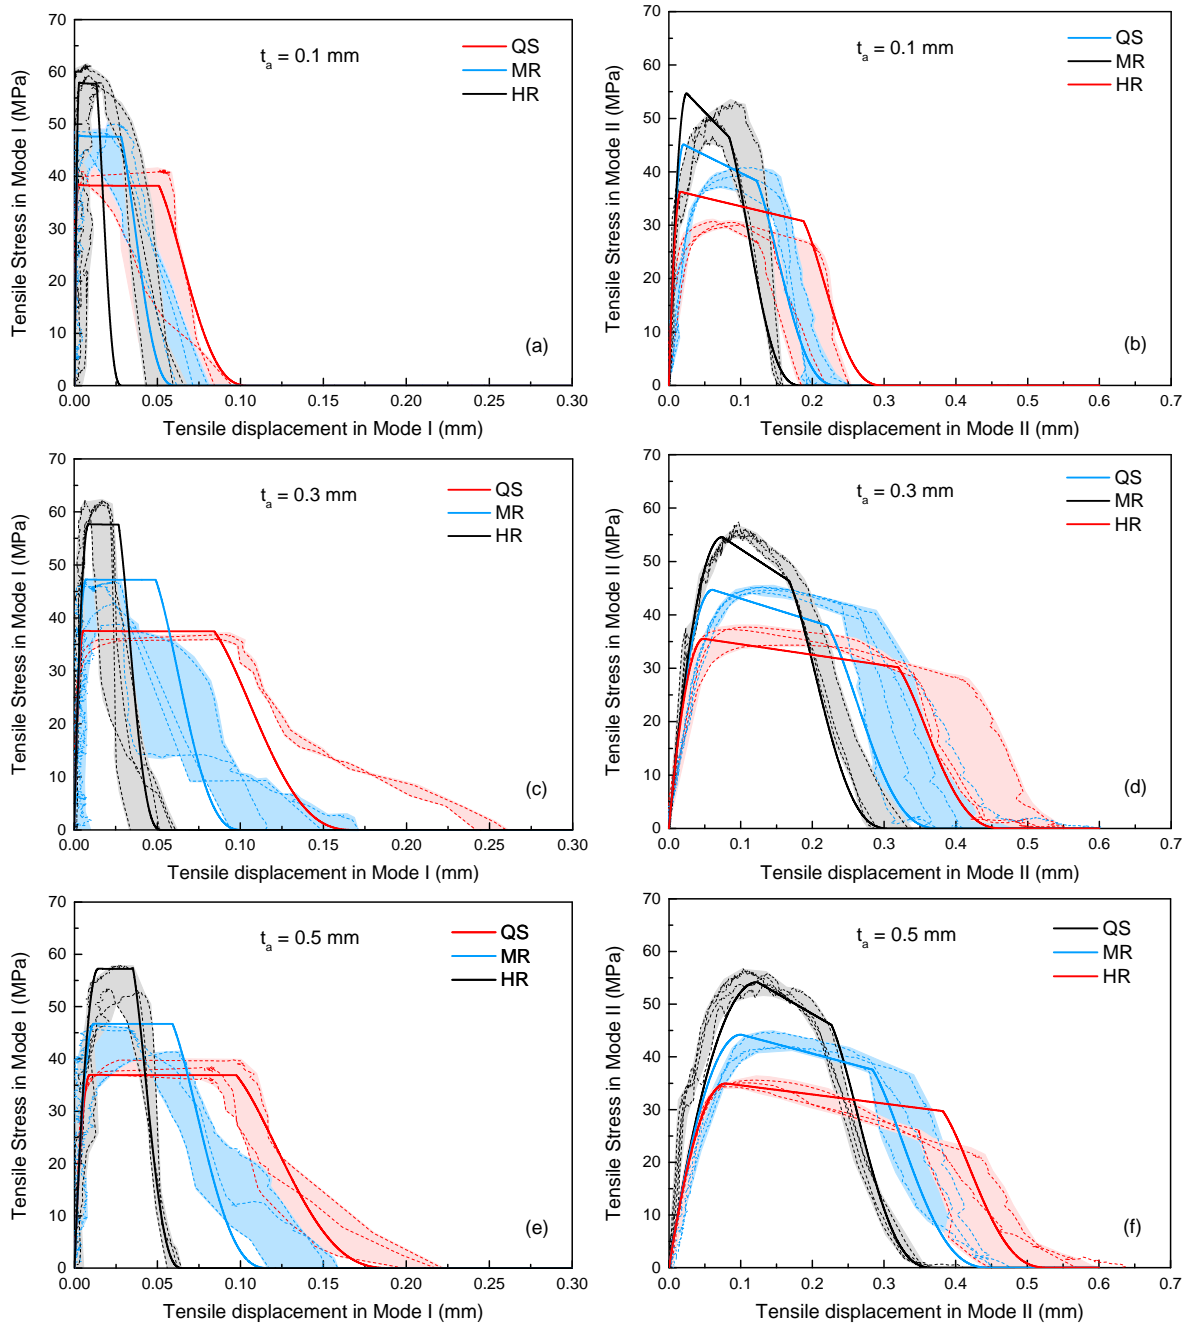 70
60
50
40
30
20
10
0
Tensile Stress in Mode I (MPa)
t_a = 0.1 mm
QS
MR
HR
(a)
0.00 0.05 0.10 0.15 0.20 0.25 0.30
Tensile displacement in Mode I (mm)
70
60
50
40
30
20
10
0
Tensile Stress in Mode II (MPa)
t_a = 0.1 mm
QS
MR
HR
(b)
0.0 0.1 0.2 0.3 0.4 0.5 0.6 0.7
Tensile displacement in Mode II (mm)
70
60
50
40
30
20
10
0
Tensile Stress in Mode I (MPa)
t_a = 0.3 mm
QS
MR
HR
(c)
0.00 0.05 0.10 0.15 0.20 0.25 0.30
Tensile displacement in Mode I (mm)
70
60
50
40
30
20
10
0
Tensile Stress in Mode II (MPa)
t_a = 0.3 mm
QS
MR
HR
(d)
0.0 0.1 0.2 0.3 0.4 0.5 0.6 0.7
Tensile displacement in Mode II (mm)
70
60
50
40
30
20
10
0
Tensile Stress in Mode I (MPa)
t_a = 0.5 mm
QS
MR
HR
(e)
0.00 0.05 0.10 0.15 0.20 0.25 0.30
Tensile displacement in Mode I (mm)
70
60
50
40
30
20
10
0
Tensile Stress in Mode II (MPa)
t_a = 0.5 mm
QS
MR
HR
(f)
0.0 0.1 0.2 0.3 0.4 0.5 0.6 0.7
Tensile displacement in Mode II (mm)